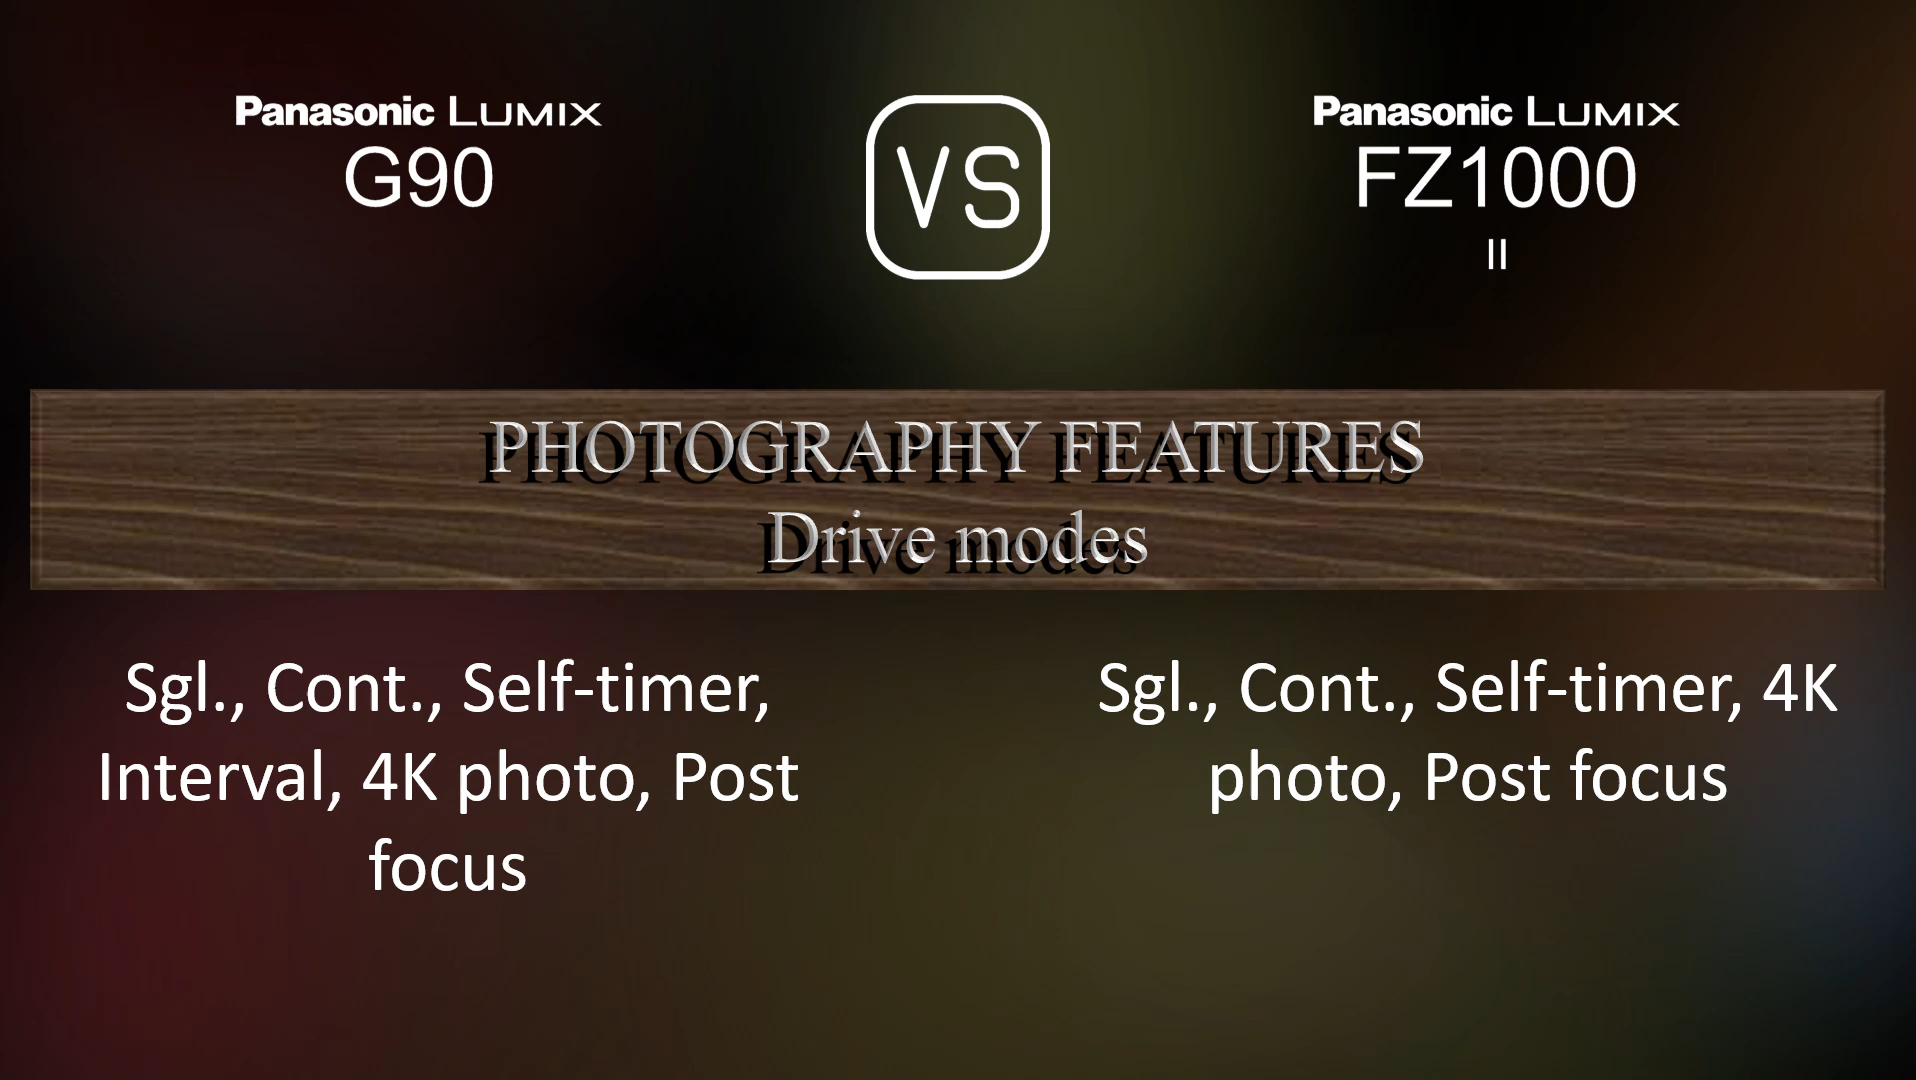 Panasonic LUMIX
G90
VS
Panasonic LUMIX
FZ1000
II
PHOTOGRAPHY FEATURES
Drive modes
Sgl., Cont., Self-timer,
Interval, 4K photo, Post
focus
Sgl., Cont., Self-timer, 4K
photo, Post focus